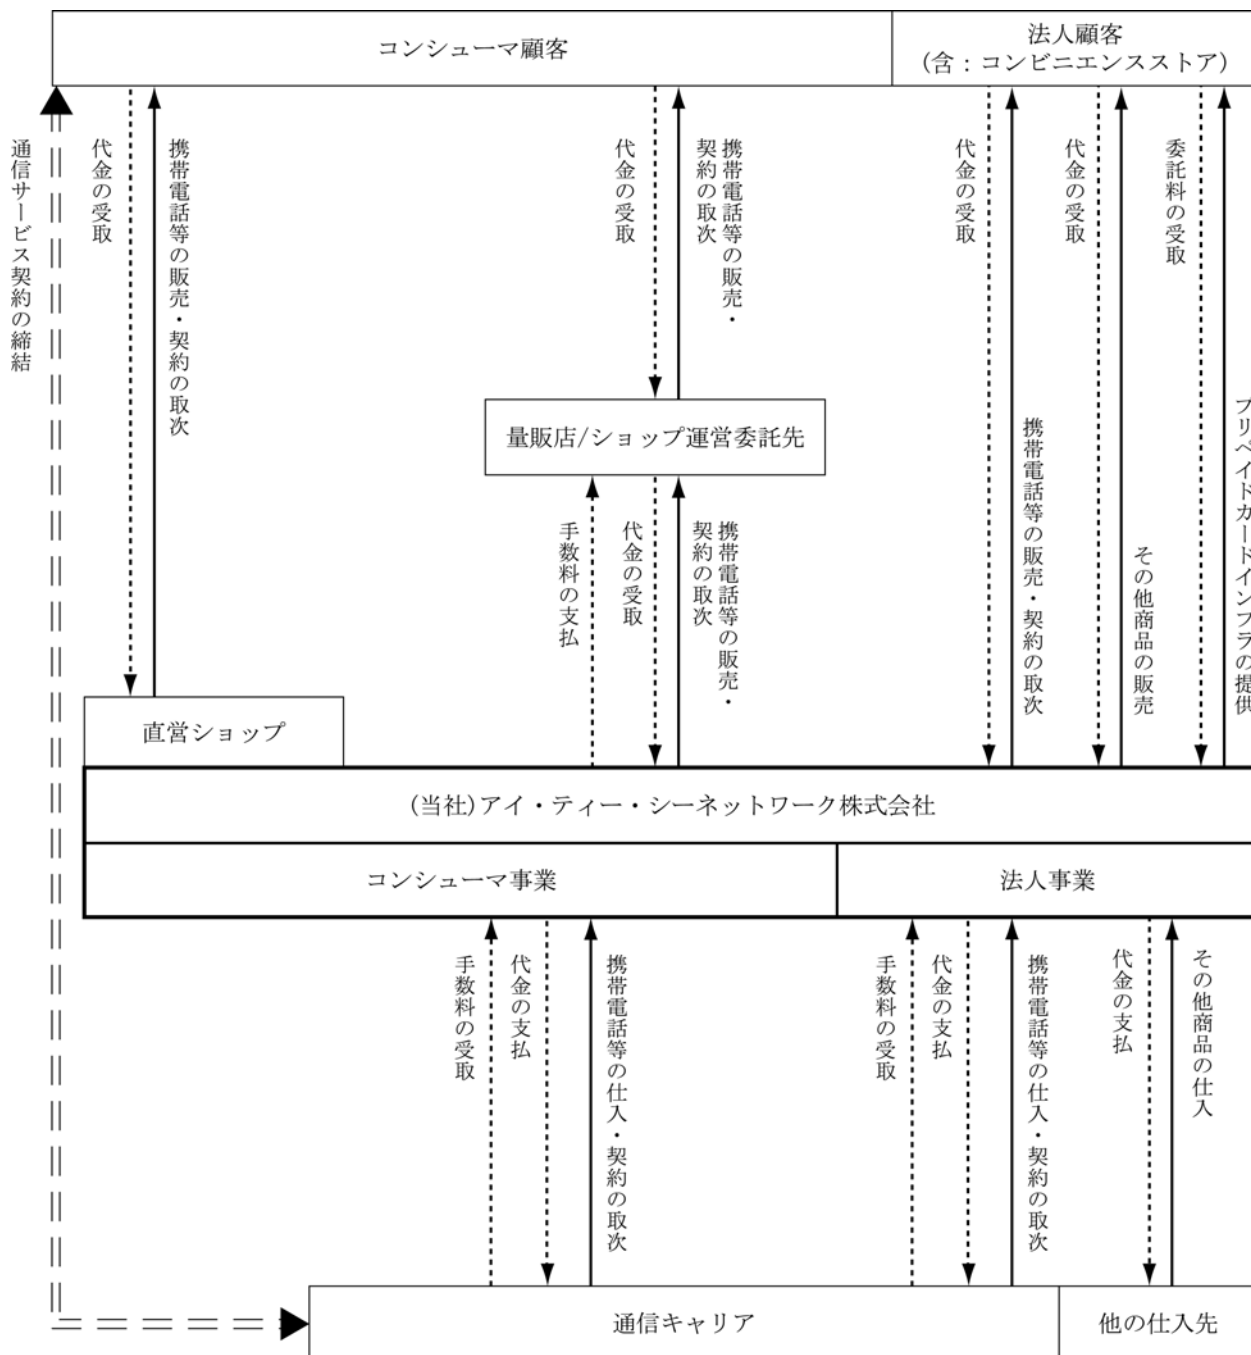 コンシューマ顧客
法人顧客
(含：コンビニエンスストア)
通信サービス契約の締結
代金の受取
携帯電話等の販売・契約の取次
代金の受取
携帯電話等の販売・
契約の取次
代金の受取
携帯電話等の販売・契約の取次
代金の受取
その他商品の販売
委託料の受取
プリペイドカードインフラの提供
量販店/ショップ運営委託先
手数料の支払
代金の受取
携帯電話等の販売・
契約の取次
直営ショップ
(当社)アイ・ティー・シーネットワーク株式会社
コンシューマ事業
法人事業
手数料の受取
代金の支払
携帯電話等の仕入・契約の取次
手数料の受取
代金の支払
携帯電話等の仕入・契約の取次
代金の支払
その他商品の仕入
通信キャリア
他の仕入先